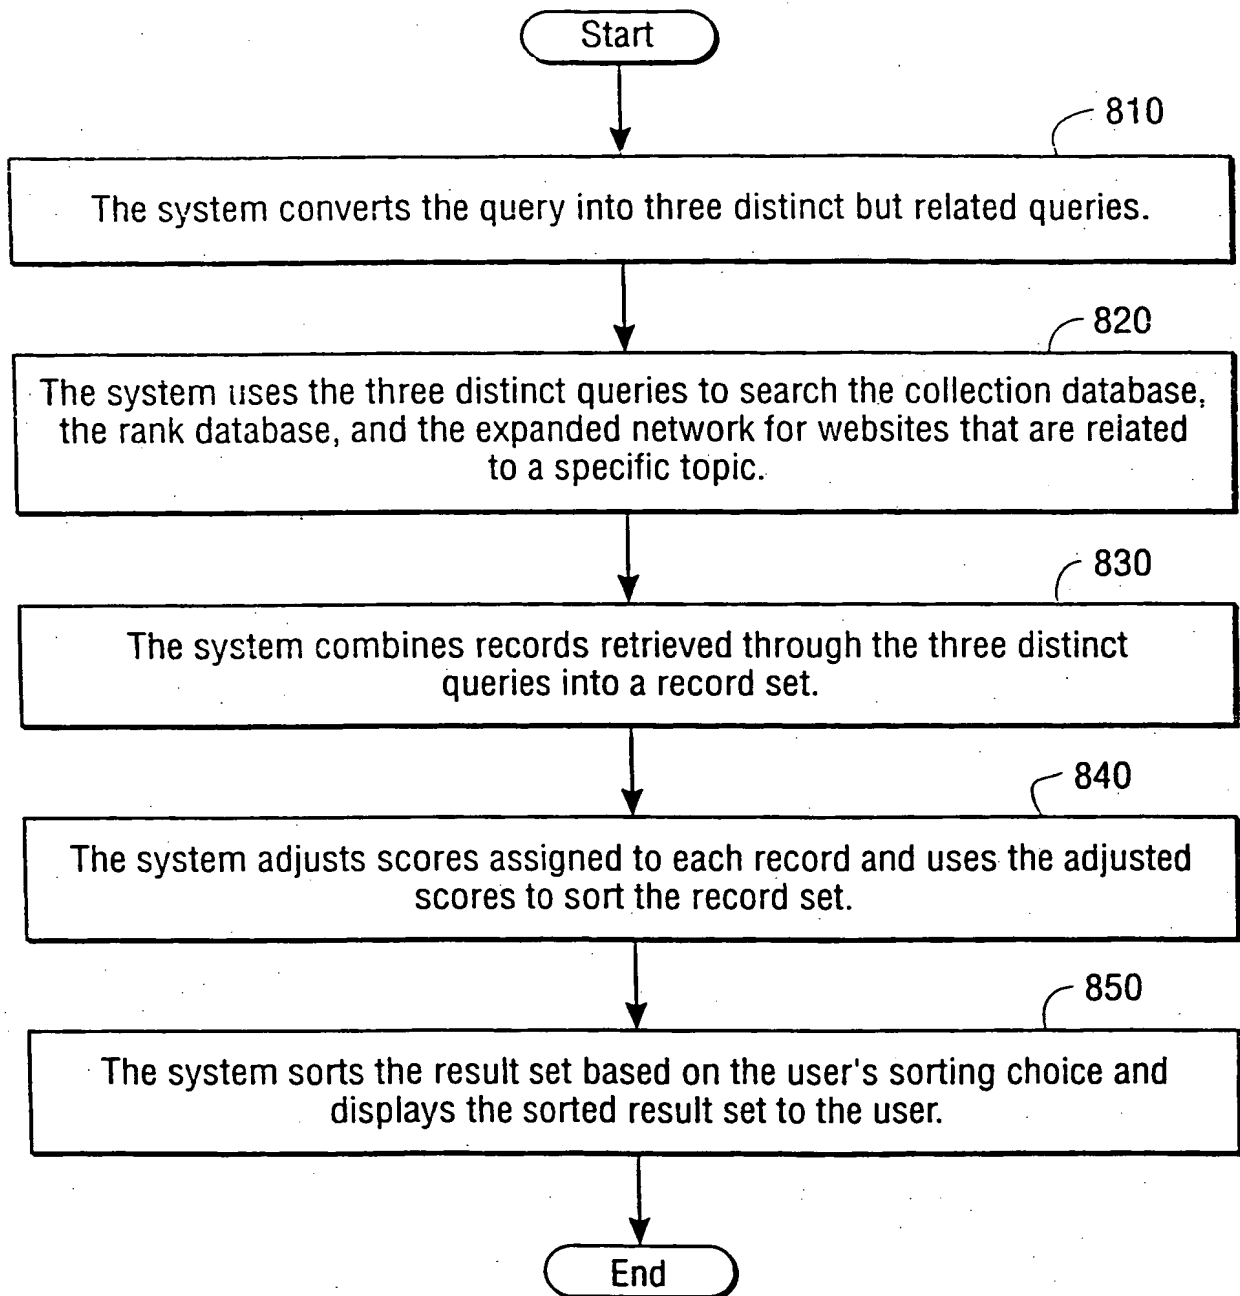 Start
810
The system converts the query into three distinct but related queries.
820
The system uses the three distinct queries to search the collection database,
the rank database, and the expanded network for websites that are related
to a specific topic.
830
The system combines records retrieved through the three distinct
queries into a record set.
840
The system adjusts scores assigned to each record and uses the adjusted
scores to sort the record set.
850
The system sorts the result set based on the user's sorting choice and
displays the sorted result set to the user.
End